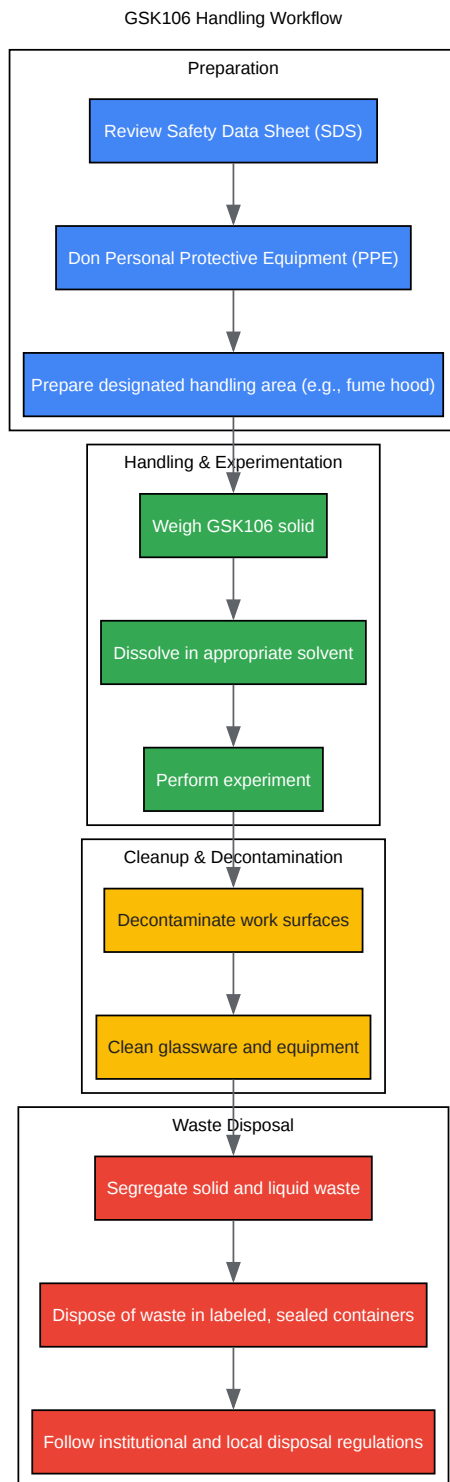 GSK106 Handling Workflow
Preparation
Review Safety Data Sheet (SDS)
Don Personal Protective Equipment (PPE)
Prepare designated handling area (e.g., fume hood)
Handling & Experimentation
Weigh GSK106 solid
Dissolve in appropriate solvent
Perform experiment
Cleanup & Decontamination
Decontaminate work surfaces
Clean glassware and equipment
Waste Disposal
Segregate solid and liquid waste
Dispose of waste in labeled, sealed containers
Follow institutional and local disposal regulations